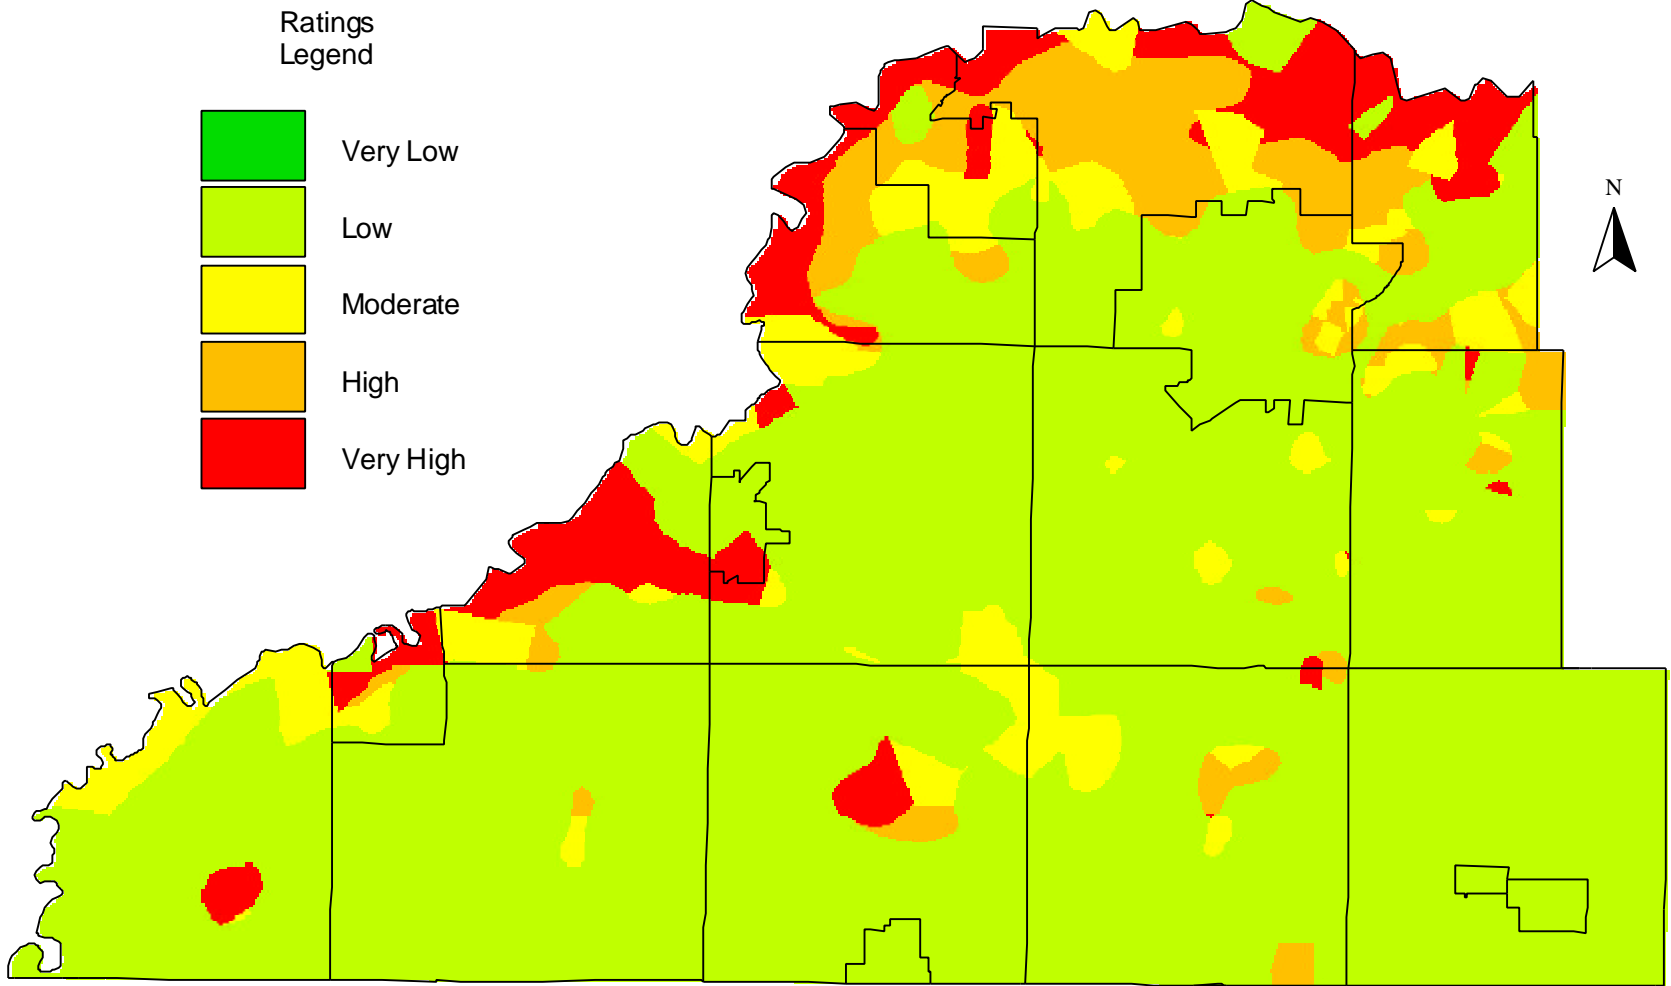 Ratings
Legend
Very Low
Low
Moderate
High
Very High
N